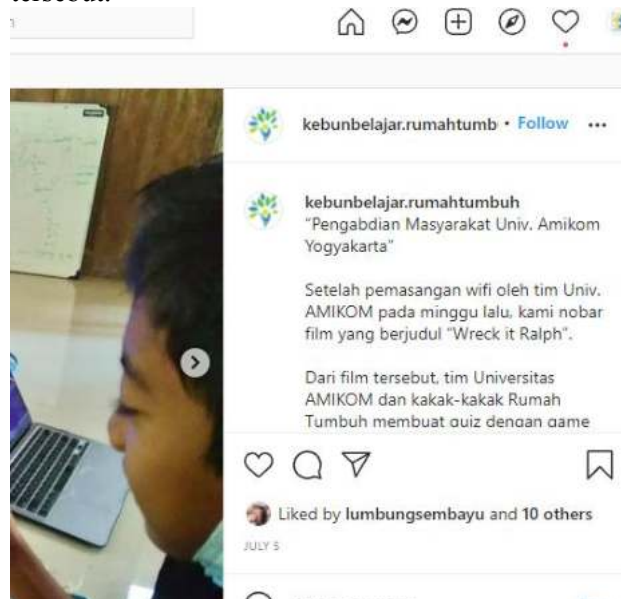 kebunbelajar.rumahtumb • Follow •••
kebunbelajar.rumahtumbuh
“Pengabdian Masyarakat Univ. Amikom
Yogyakarta”
Setelah pemasangan wifi oleh tim Univ.
AMIKOM pada minggu lalu, kami nobar
film yang berjudul “Wreck it Ralph”.
Dari film tersebut, tim Universitas
AMIKOM dan kakak-kakak Rumah
Tumbuh membuat quiz dengan game
Liked by lumbungsembayu and 10 others
JULY 5